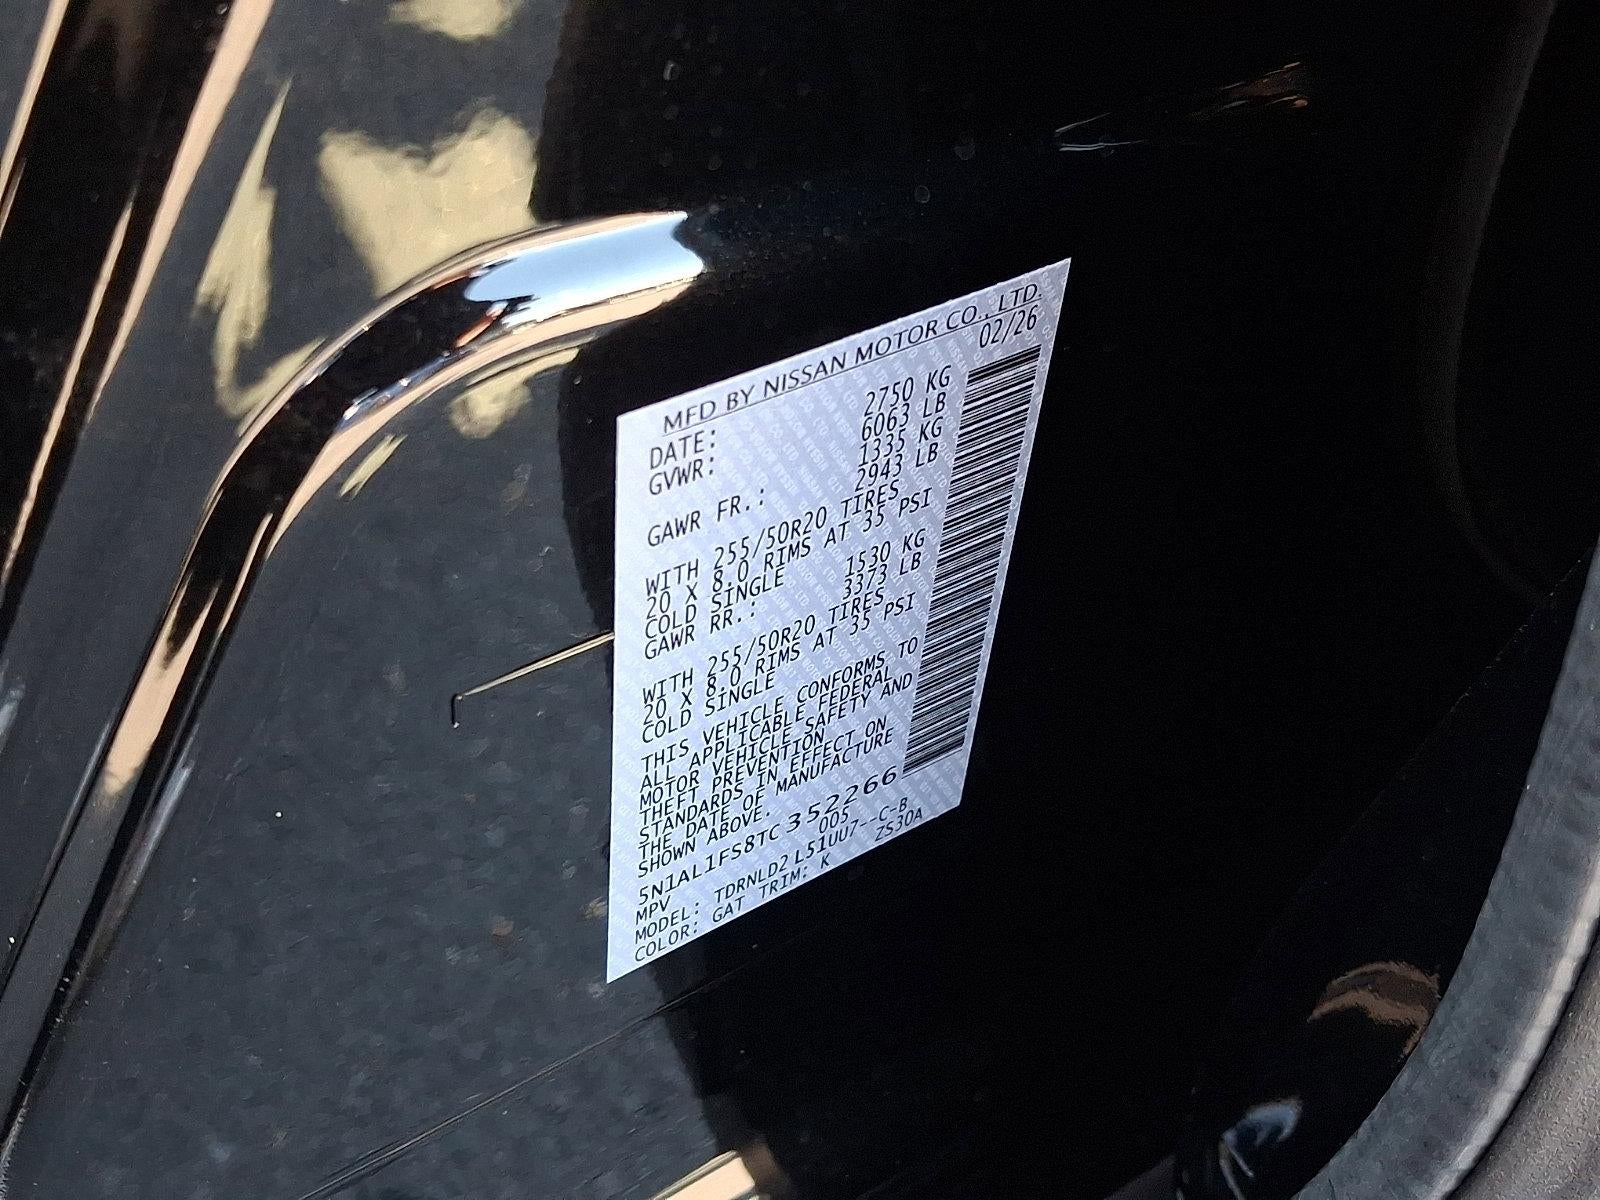 MFD BY NISSAN MOTOR CO., LTD.
DATE: 02/26
GVWR: 2750 KG
6063 LB
GAWR FR.: 1335 KG
2943 LB
WITH 255/50R20 TIRES
20 X 8.0 RIMS AT 35 PSI
COLD SINGLE
GAWR RR.: 1530 KG
3373 LB
WITH 255/50R20 TIRES
20 X 8.0 RIMS AT 35 PSI
COLD SINGLE
THIS VEHICLE CONFORMS TO
ALL APPLICABLE FEDERAL
MOTOR VEHICLE SAFETY AND
THEFT PREVENTION
STANDARDS IN EFFECT ON
THE DATE OF MANUFACTURE
SHOWN ABOVE.
5N1AL1FS8TC352266
MPV 005
MODEL: TDRNLD2 L51UU7--C-B
COLOR: GAT TRIM: K ZS30A